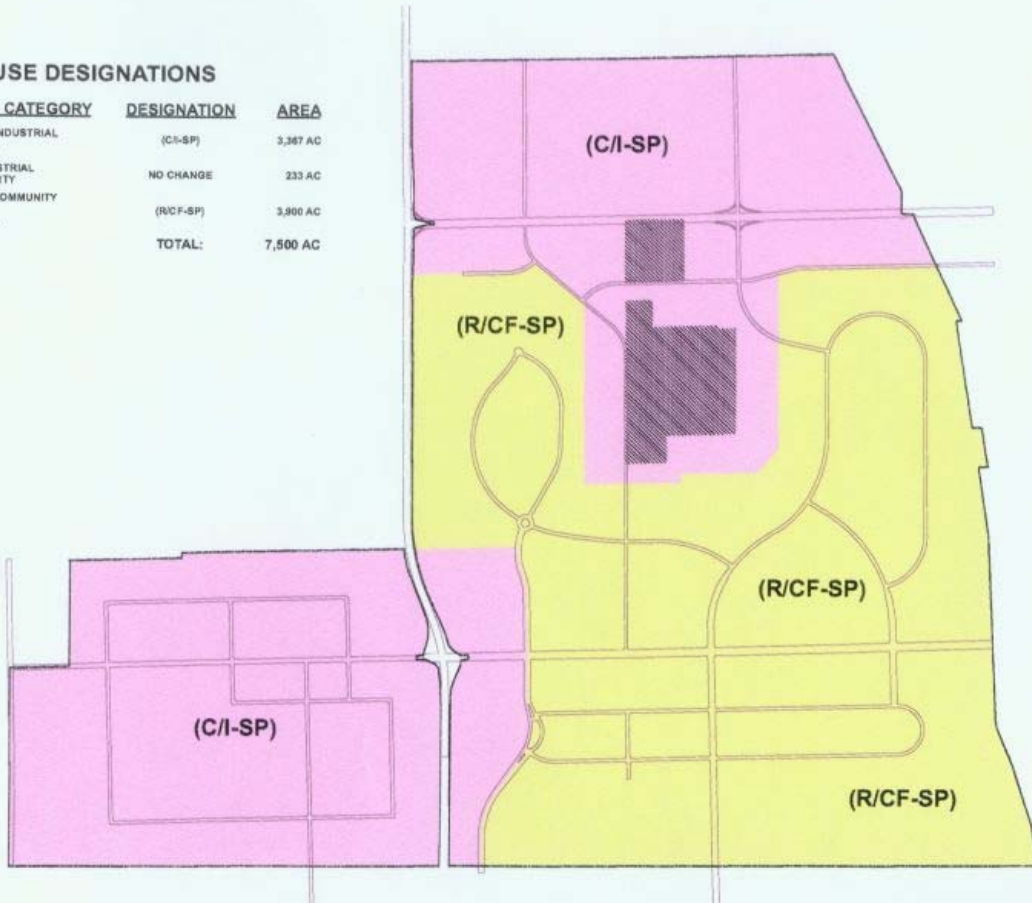 USE DESIGNATIONS
CATEGORY DESIGNATION AREA
NDUSTRIAL
(C/I-SP) 3,367 AC
STRIAL
TY NO CHANGE 233 AC
OMMUNITY
(R/CF-SP) 3,900 AC
TOTAL: 7,500 AC
(C/I-SP)
(R/CF-SP)
(R/CF-SP)
(C/I-SP)
(R/CF-SP)